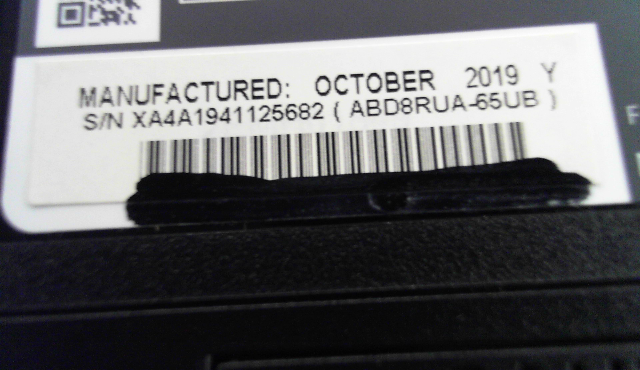 MANUFACTURED: OCTOBER 2019 Y
S/N XA4A1941125682 ( ABD8RUA-65UB )